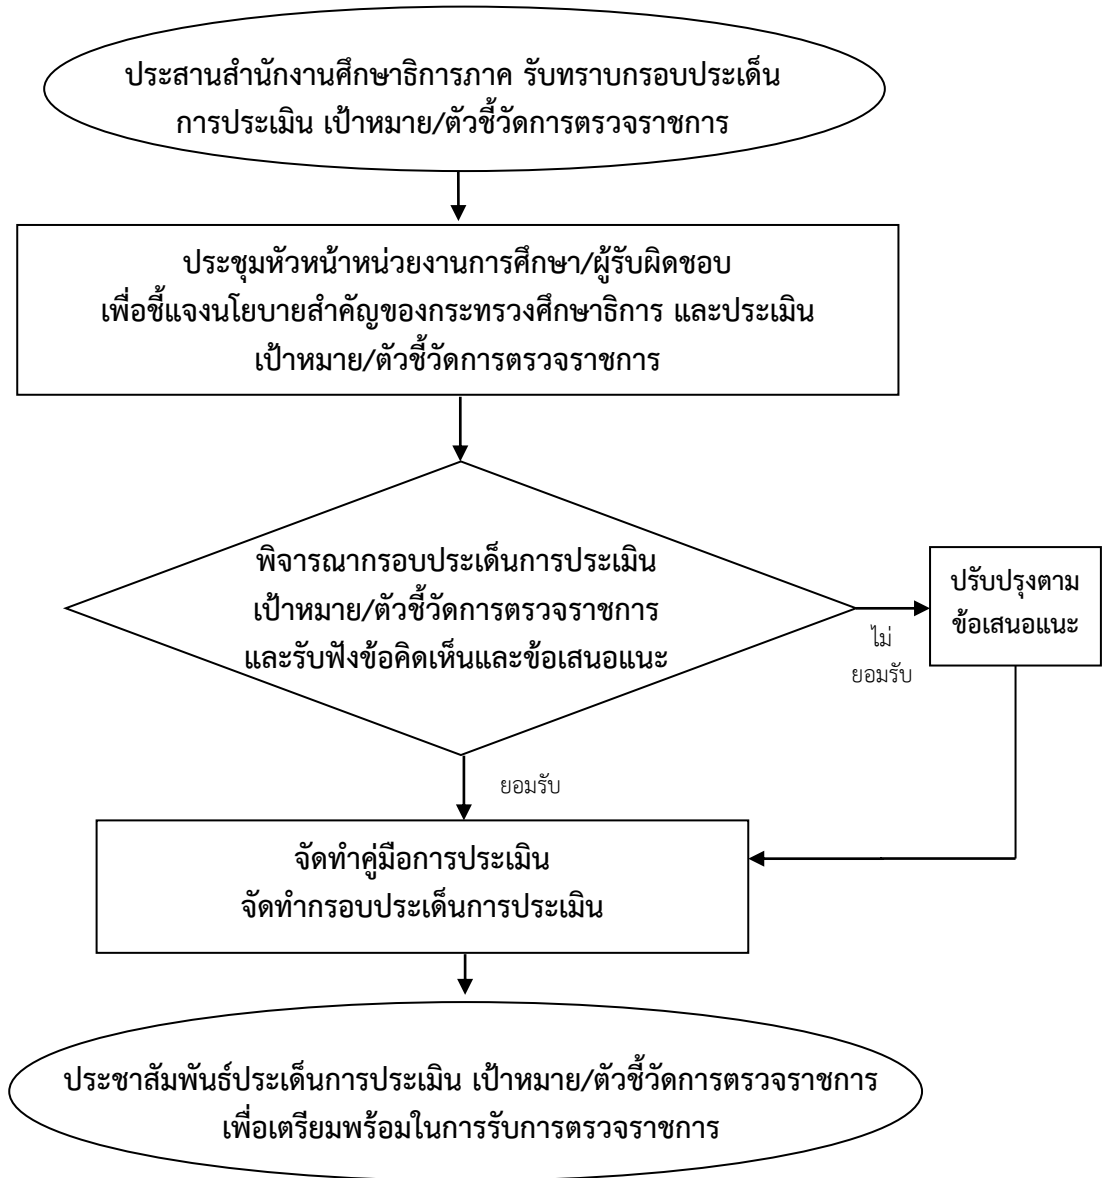 ประสานสำนักงานศึกษาธิการภาค รับทราบกรอบประเด็น
การประเมิน เป้าหมาย/ตัวชี้วัดการตรวจราชการ
ประชุมหัวหน้าหน่วยงานการศึกษา/ผู้รับผิดชอบ
เพื่อชี้แจงนโยบายสำคัญของกระทรวงศึกษาธิการ และประเมิน
เป้าหมาย/ตัวชี้วัดการตรวจราชการ
พิจารณากรอบประเด็นการประเมิน
เป้าหมาย/ตัวชี้วัดการตรวจราชการ
และรับฟังข้อคิดเห็นและข้อเสนอแนะ
ไม่
ยอมรับ
ปรับปรุงตาม
ข้อเสนอแนะ
ยอมรับ
จัดทำคู่มือการประเมิน
จัดทำกรอบประเด็นการประเมิน
ประชาสัมพันธ์ประเด็นการประเมิน เป้าหมาย/ตัวชี้วัดการตรวจราชการ
เพื่อเตรียมพร้อมในการรับการตรวจราชการ